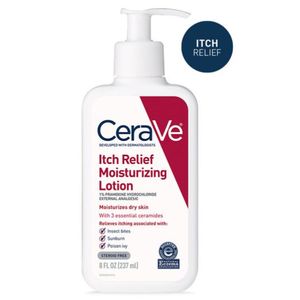 ITCH
RELIEF
CeraVe
DEVELOPED WITH DERMATOLOGISTS
Itch Relief
Moisturizing
Lotion
1% PRAMOXINE HYDROCHLORIDE
EXTERNAL ANALGESIC
Moisturizes dry skin
With 3 essential ceramides
Relieves itching associated with:
Insect bites
Sunburn
Poison ivy
STEROID FREE
8 FL OZ (237 ml)